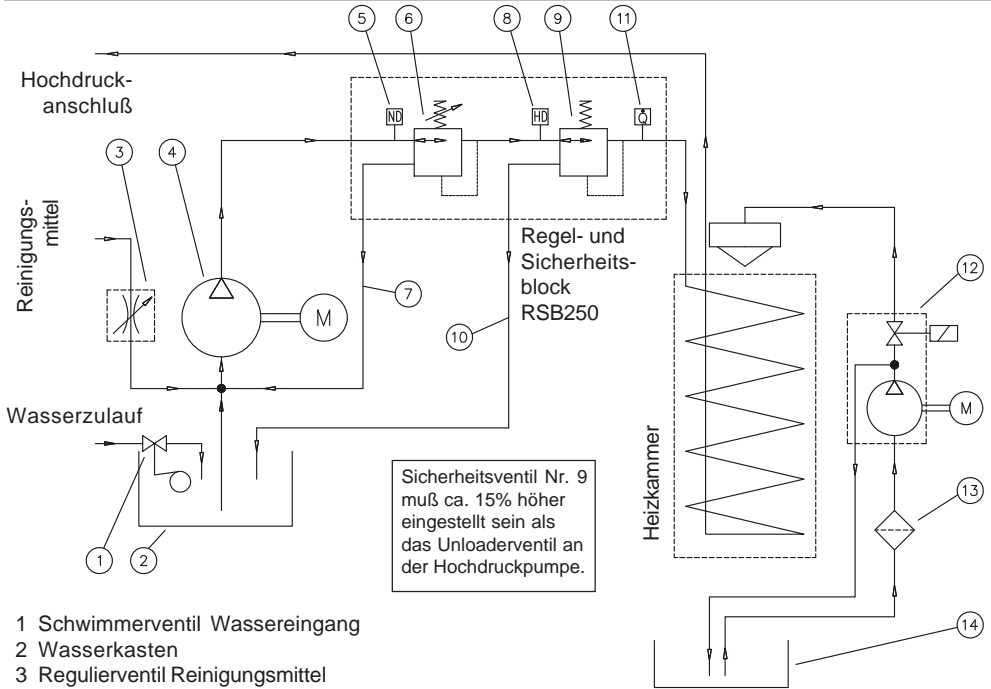 5
6
8
9
11
Hochdruck-
anschluß
ND
HD
Q
3
4
Reinigungs-
mittel
M
7
10
Regel- und
Sicherheits-
block
RSB250
12
M
Wasserzulauf
Sicherheitsventil Nr. 9
muß ca. 15% höher
eingestellt sein als
das Unloaderventil an
der Hochdruckpumpe.
Heizkammer
13
1
2
14
1 Schwimmerventil Wassereingang
2 Wasserkasten
3 Regulierventil Reinigungsmittel